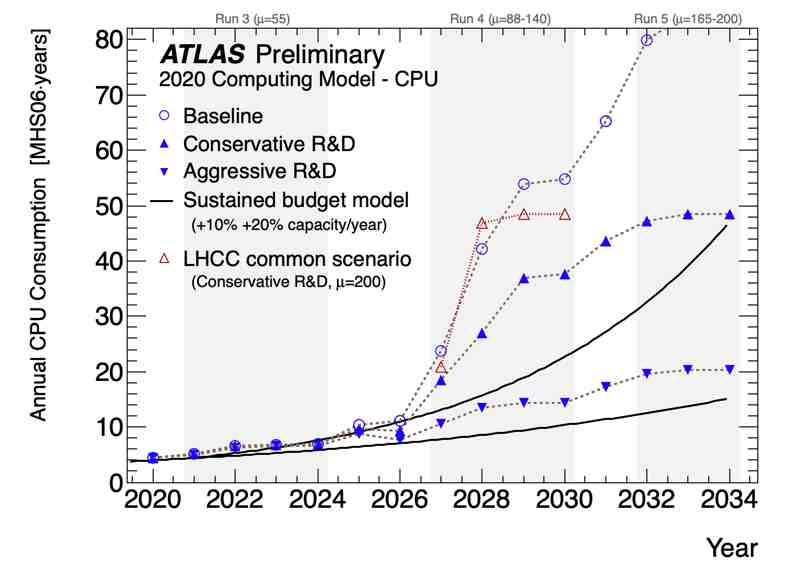 Run 3 (μ=55) Run 4 (μ=88-140) Run 5 (μ=165-200)
ATLAS Preliminary
2020 Computing Model - CPU
Baseline
Conservative R&D
Aggressive R&D
Sustained budget model
(+10% +20% capacity/year)
LHCC common scenario
(Conservative R&D, μ=200)
Annual CPU Consumption [MHS06·years]
80
70
60
50
40
30
20
10
0
2020 2022 2024 2026 2028 2030 2032 2034
Year